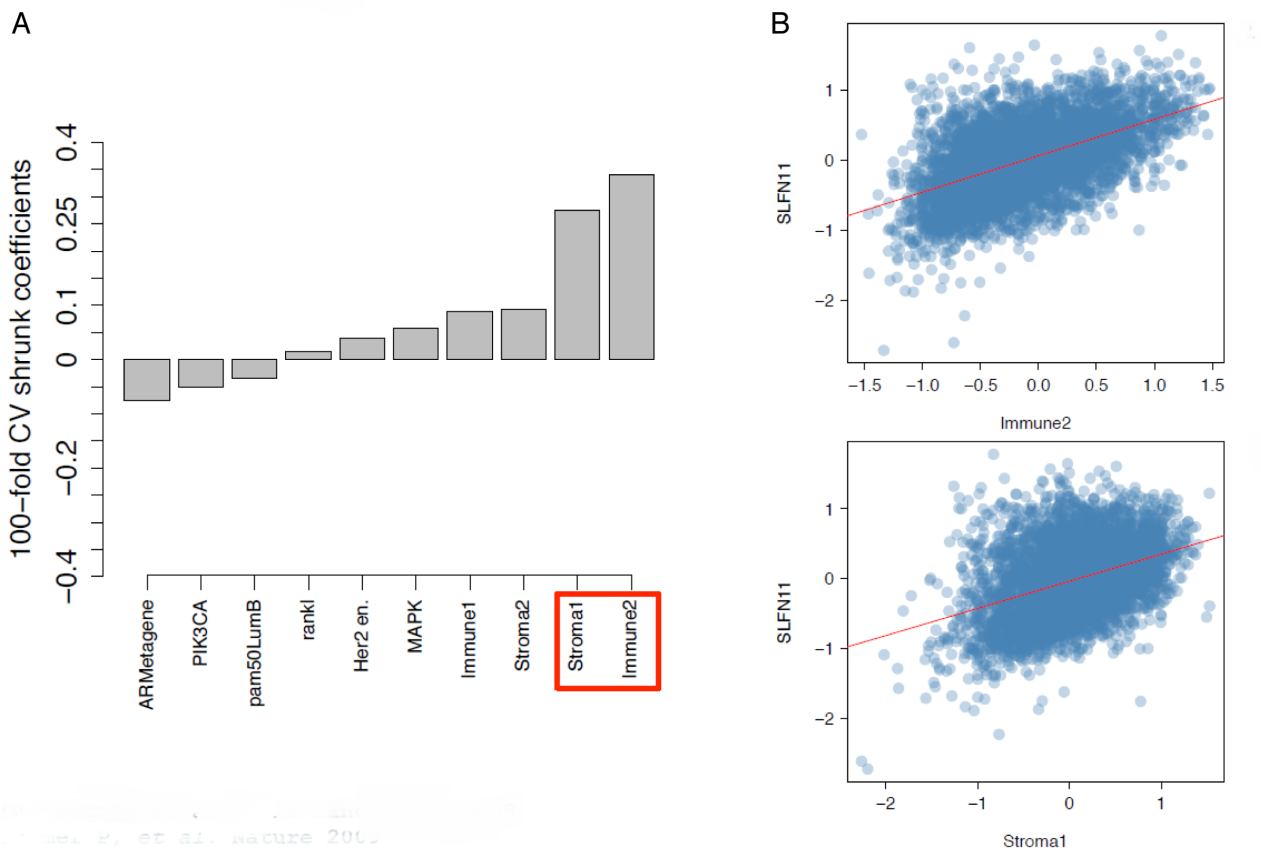 A
100-fold CV shrunk coefficients
0.4
0.25
0.1
0
-0.2
-0.4
ARMetagene
PIK3CA
pam50LumB
rankl
Her2 en.
MAPK
Immune1
Stroma2
Stroma1
Immune2
B
SLFN11
1
0
-1
-2
-1.5 -1.0 -0.5 0.0 0.5 1.0 1.5
Immune2
SLFN11
1
0
-1
-2
-2 -1 0 1
Stroma1
et al. Nature